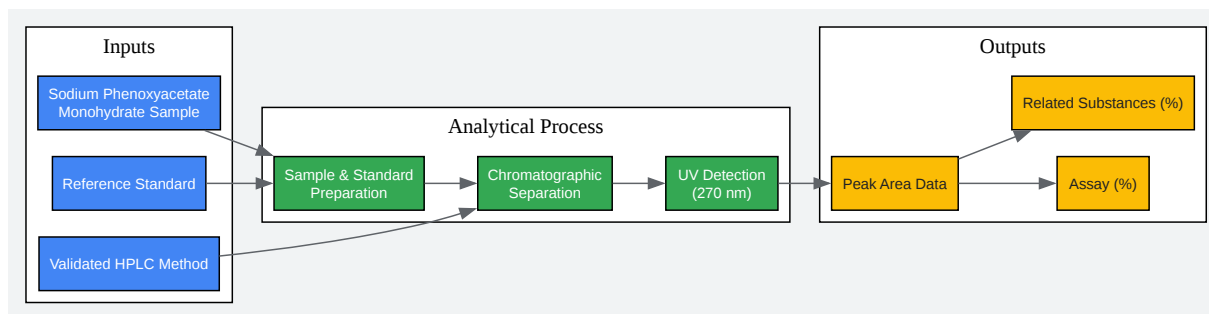 Inputs
Sodium Phenoxyacetate
Monohydrate Sample
Reference Standard
Validated HPLC Method
Analytical Process
Sample & Standard
Preparation
Chromatographic
Separation
UV Detection
(270 nm)
Outputs
Related Substances (%)
Peak Area Data
Assay (%)